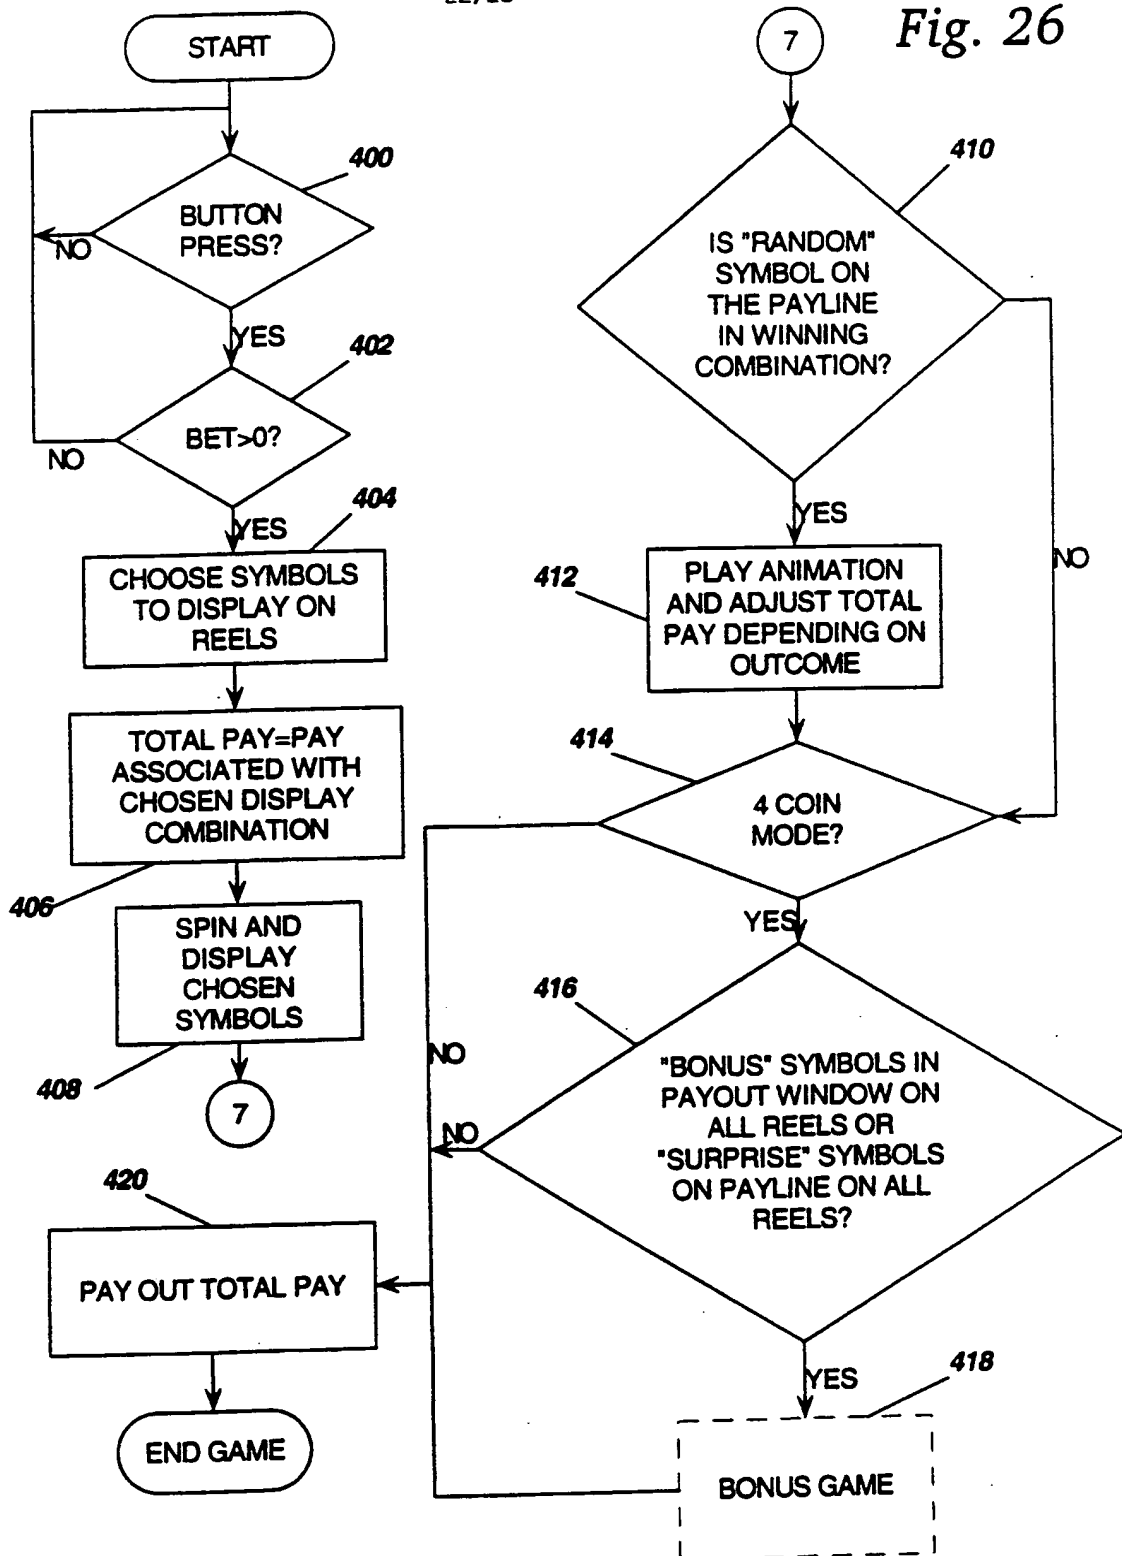 Fig. 26
START
400
BUTTON
PRESS?
NO
YES
402
BET>0?
NO
YES
404
CHOOSE SYMBOLS
TO DISPLAY ON
REELS
TOTAL PAY=PAY
ASSOCIATED WITH
CHOSEN DISPLAY
COMBINATION
406
SPIN AND
DISPLAY
CHOSEN
SYMBOLS
408
7
7
410
IS "RANDOM"
SYMBOL ON
THE PAYLINE
IN WINNING
COMBINATION?
YES
NO
412
PLAY ANIMATION
AND ADJUST TOTAL
PAY DEPENDING ON
OUTCOME
414
4 COIN
MODE?
YES
NO
416
"BONUS" SYMBOLS IN
PAYOUT WINDOW ON
ALL REELS OR
"SURPRISE" SYMBOLS
ON PAYLINE ON ALL
REELS?
NO
YES
418
BONUS GAME
420
PAY OUT TOTAL PAY
END GAME